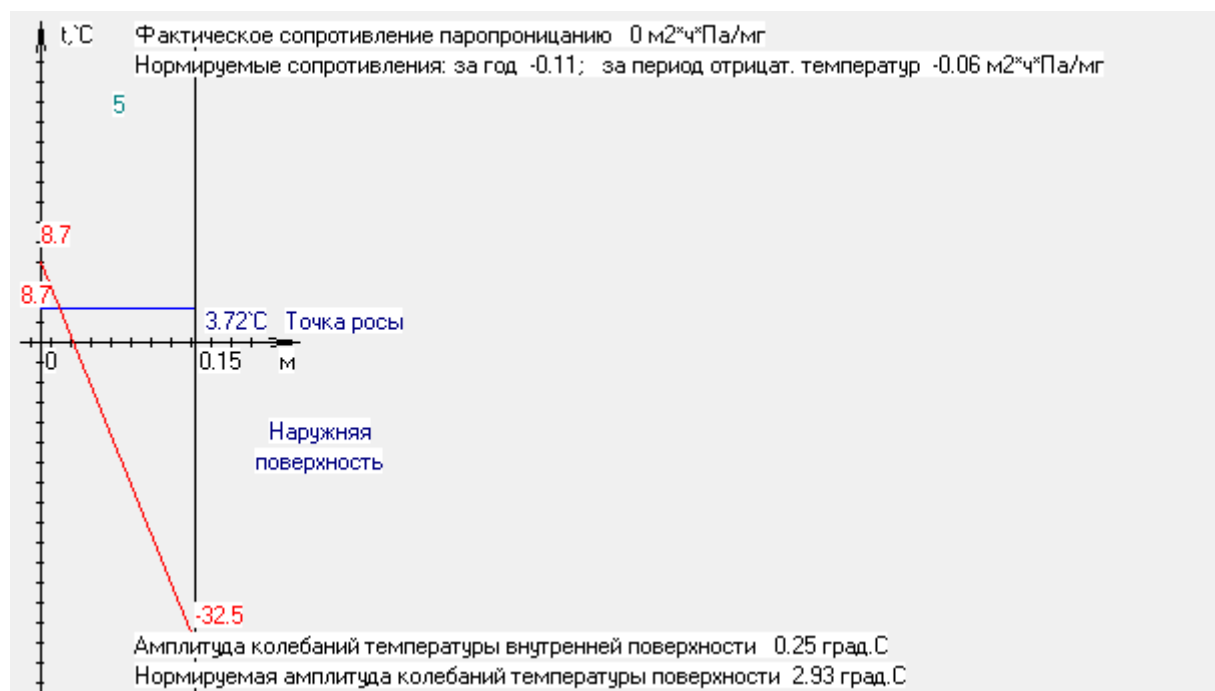 t,°C
Фактическое сопротивление паропроницанию 0 м2*ч*Па/мг
Нормируемые сопротивления: за год -0.11; за период отрицат. температур -0.06 м2*ч*Па/мг
5
8.7
8.7
3.72°C Точка росы
0
0.15 м
Наружняя
поверхность
-32.5
Амплитуда колебаний температуры внутренней поверхности 0.25 град.С
Нормируемая амплитуда колебаний температуры поверхности 2.93 град.С